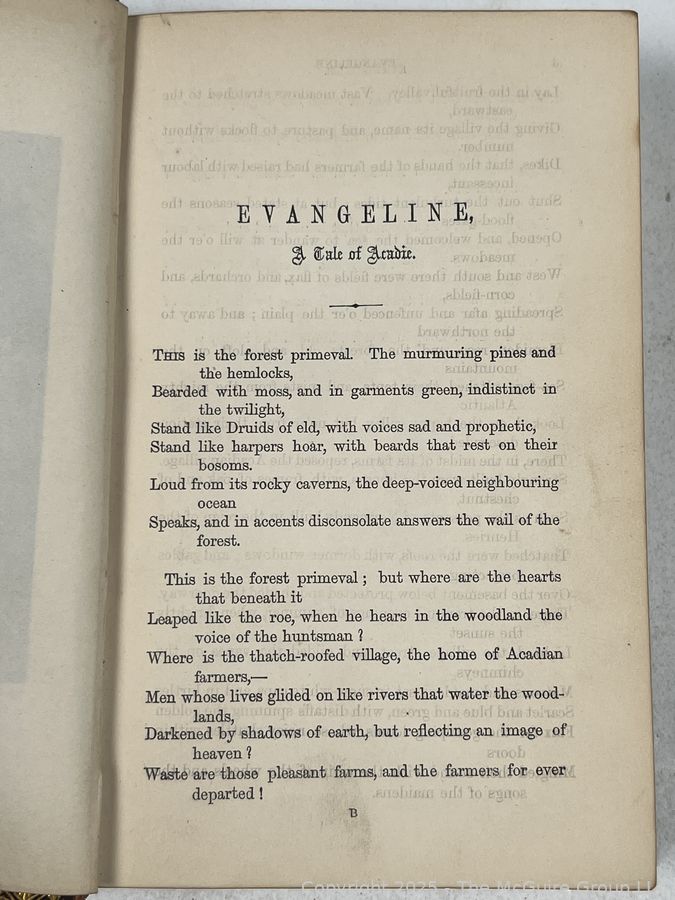 EVANGELINE,
A Tale of Acadie.
THIS is the forest primeval. The murmuring pines and
the hemlocks,
Bearded with moss, and in garments green, indistinct in
the twilight,
Stand like Druids of eld, with voices sad and prophetic,
Stand like harpers hoar, with beards that rest on their
bosoms.
Loud from its rocky caverns, the deep-voiced neighbouring
ocean
Speaks, and in accents disconsolate answers the wail of the
forest.
This is the forest primeval ; but where are the hearts
that beneath it
Leaped like the roe, when he hears in the woodland the
voice of the huntsman ?
Where is the thatch-roofed village, the home of Acadian
farmers,—
Men whose lives glided on like rivers that water the wood-
lands,
Darkened by shadows of earth, but reflecting an image of
heaven ?
Waste are those pleasant farms, and the farmers for ever
departed !
B
Copyright 2025 - The McGuire Group LL